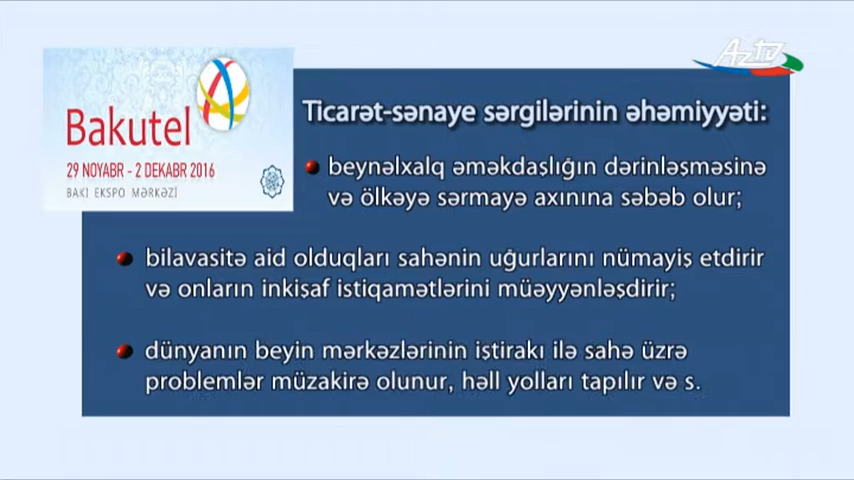 AzTV
Bakutel
29 NOYABR - 2 DEKABR 2016
BAKI EKSPO MƏRKƏZİ
Ticarət-sənaye sərgilərinin əhəmiyyəti:
beynəlxalq əməkdaşlığın dərinləşməsinə
və ölkəyə sərmayə axınına səbəb olur;
bilavasitə aid olduqları sahənin uğurlarını nümayiş etdirir
və onların inkişaf istiqamətlərini müəyyənləşdirir;
dünyanın beyin mərkəzlərinin iştirakı ilə sahə üzrə
problemlər müzakirə olunur, həll yolları tapılır və s.